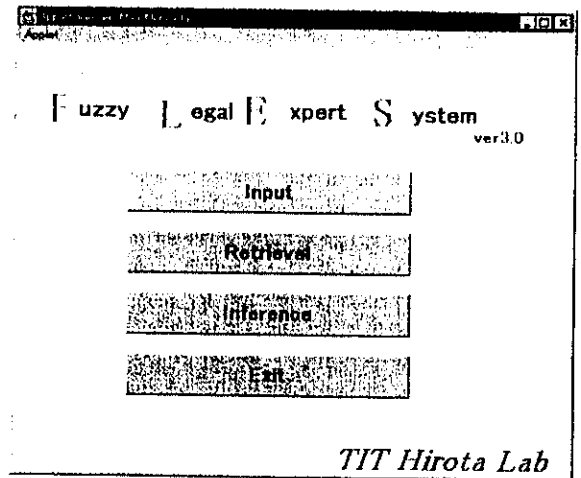 Applet
Fuzzy Legal Expert System
ver3.0
Input
Retrieval
Inference
Exit
TIT Hirota Lab